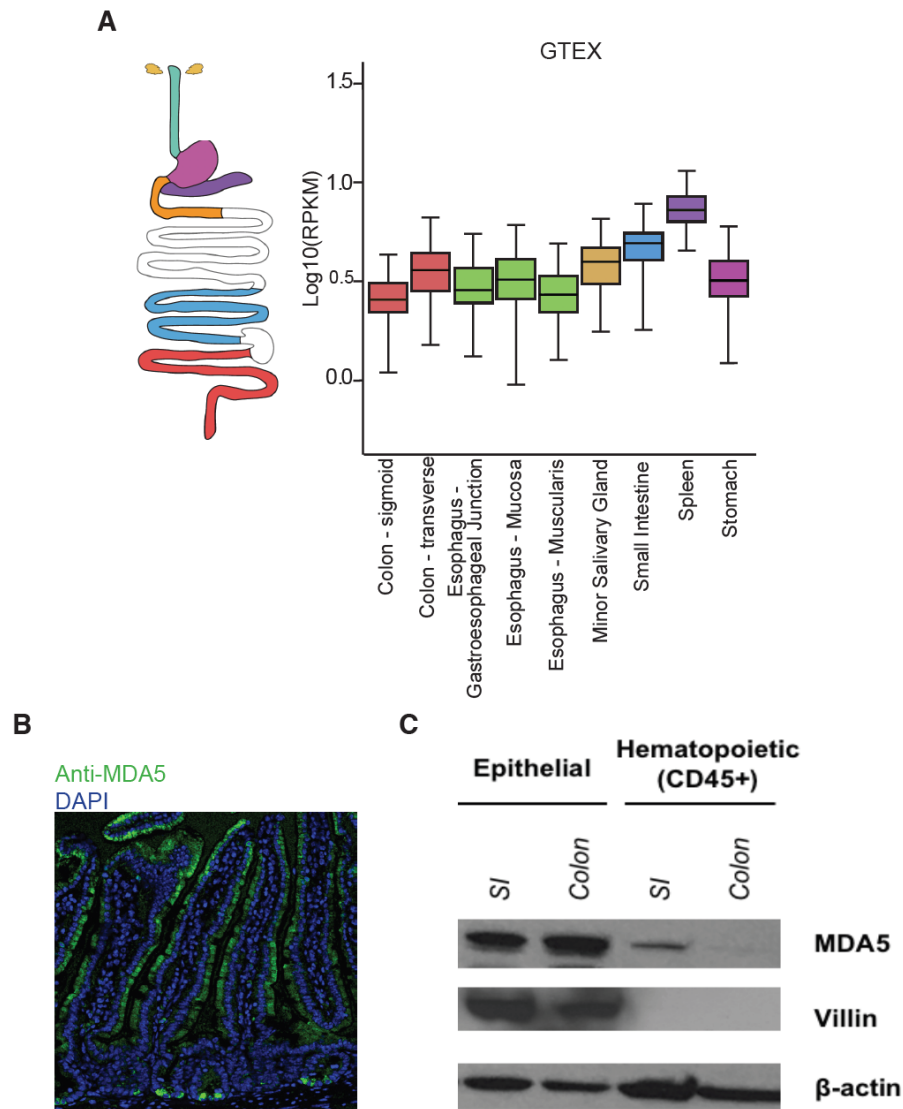 A
GTEX
Log10(RPKM)
1.5
1.0
0.5
0.0
Colon - sigmoid
Colon - transverse
Esophagus -
Gastroesophageal Junction
Esophagus - Mucosa
Esophagus - Muscularis
Minor Salivary Gland
Small Intestine
Spleen
Stomach
B
Anti-MDA5
DAPI
C
Epithelial
Hematopoietic
(CD45+)
SI
Colon
SI
Colon
MDA5
Villin
β-actin